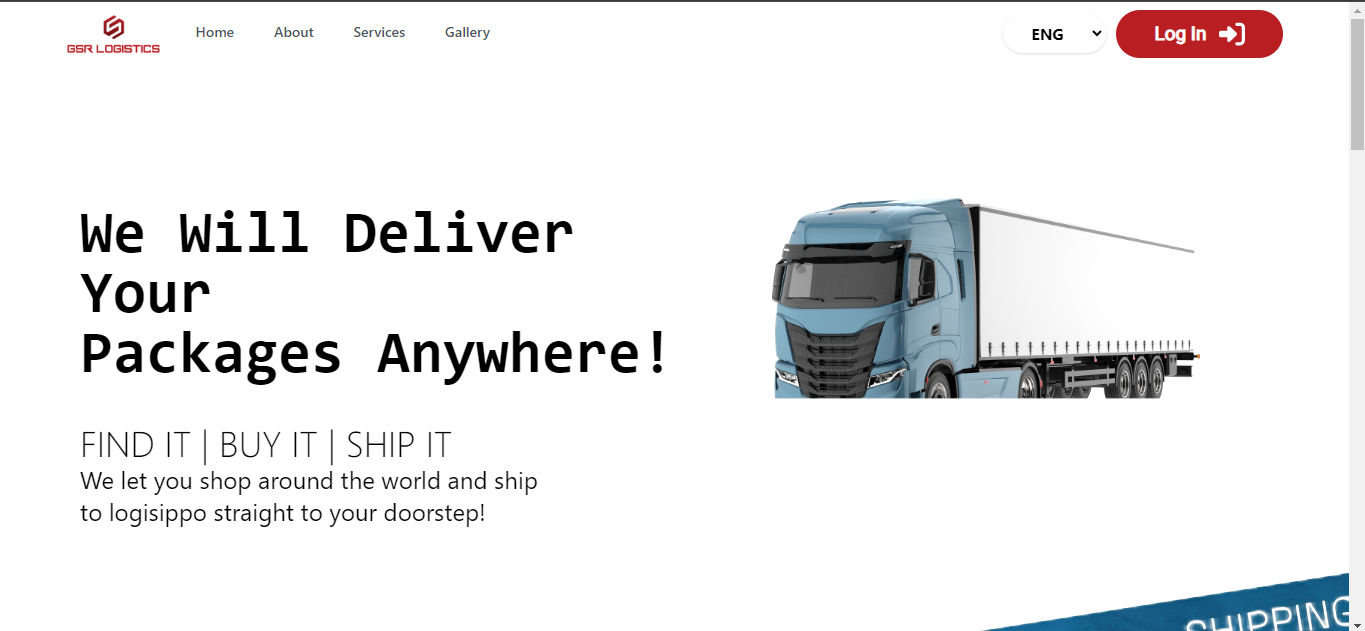 GSR LOGISTICS
Home About Services Gallery
ENG
Log In
We Will Deliver
Your
Packages Anywhere!
FIND IT | BUY IT | SHIP IT
We let you shop around the world and ship
to logisippo straight to your doorstep!
SHIPPING